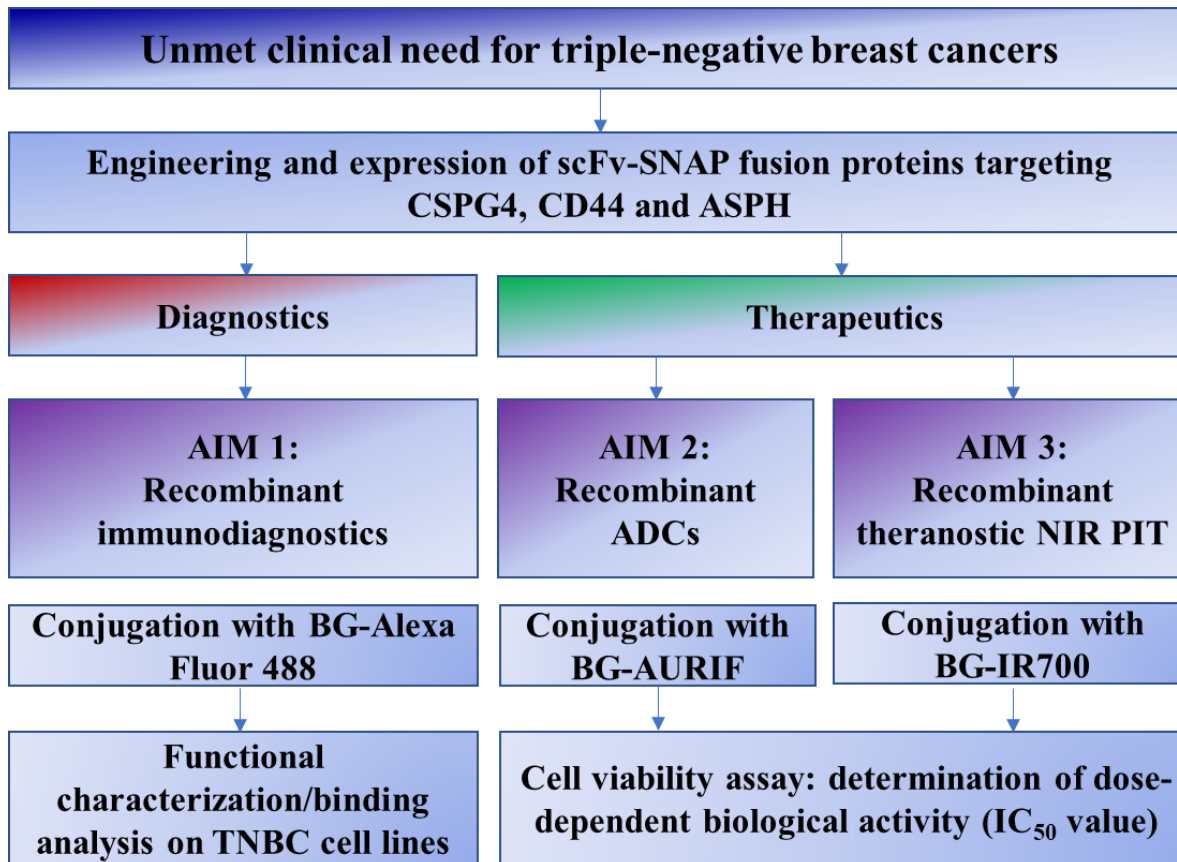 Unmet clinical need for triple-negative breast cancers
Engineering and expression of scFv-SNAP fusion proteins targeting
CSPG4, CD44 and ASPH
Diagnostics
Therapeutics
AIM 1:
Recombinant
immunodiagnostics
AIM 2:
Recombinant
ADCs
AIM 3:
Recombinant
theranostic NIR PIT
Conjugation with BG-Alexa
Fluor 488
Conjugation with
BG-AURIF
Conjugation with
BG-IR700
Functional
characterization/binding
analysis on TNBC cell lines
Cell viability assay: determination of dose-
dependent biological activity (IC₅₀ value)